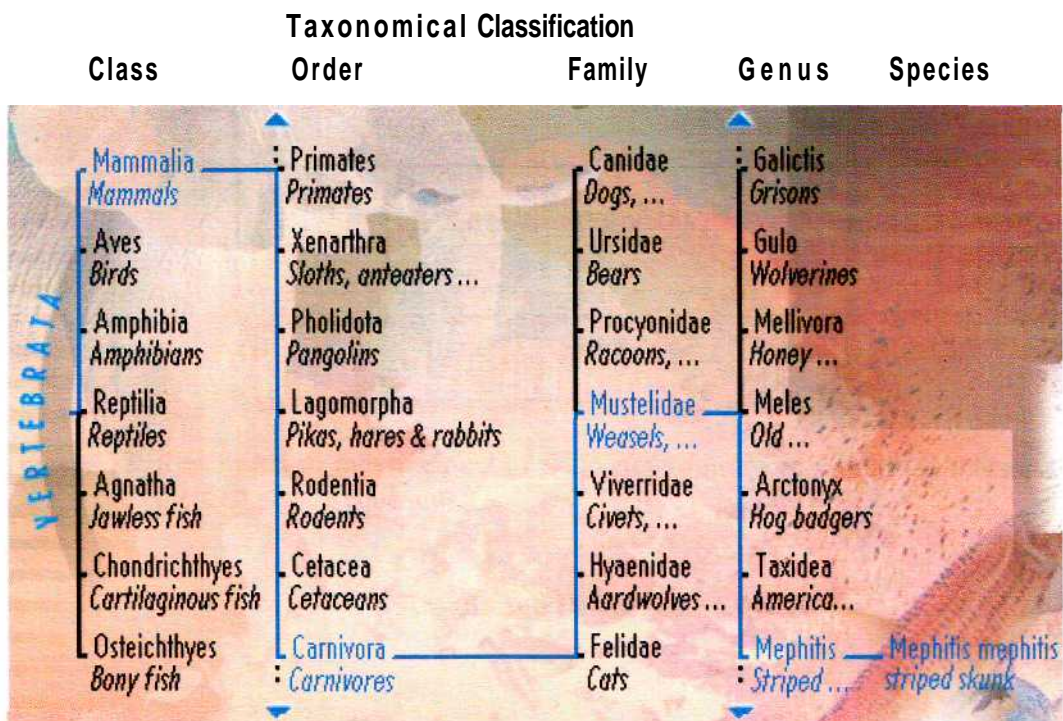 Taxonomical Classification
Class Order Family Genus Species
VERTEBRATA
Mammalia
Mammals
Aves
Birds
Amphibia
Amphibians
Reptilia
Reptiles
Agnatha
Jawless fish
Chondrichthyes
Cartilaginous fish
Osteichthyes
Bony fish
Primates
Primates
Xenarthra
Sloths, anteaters ...
Pholidota
Pangolins
Lagomorpha
Pikas, hares & rabbits
Rodentia
Rodents
Cetacea
Cetaceans
Carnivora
Carnivores
Canidae
Dogs, ...
Ursidae
Bears
Procyonidae
Racoons, ...
Mustelidae
Weasels, ...
Viverridae
Civets, ...
Hyaenidae
Aardwolves ...
Felidae
Cats
Galictis
Grisons
Gulo
Wolverines
Mellivora
Honey ...
Meles
Old ...
Arctonyx
Hog badgers
Taxidea
America...
Mephitis
Striped ...
Mephitis mephitis
striped skunk